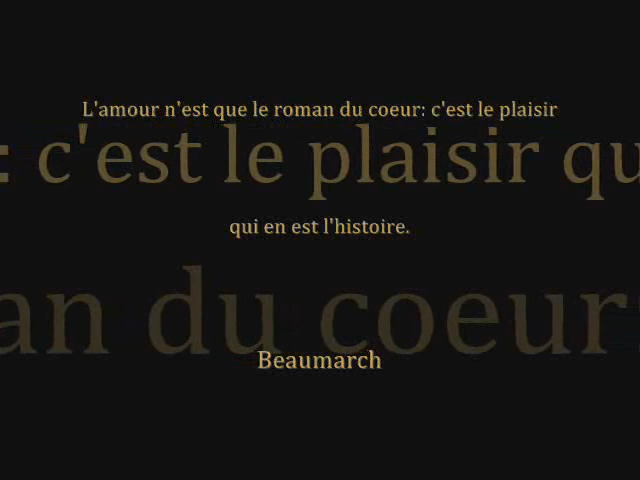 L'amour n'est que le roman du coeur: c'est le plaisir
: c'est le plaisir qu
qui en est l'histoire.
an du coeur
Beaumarch